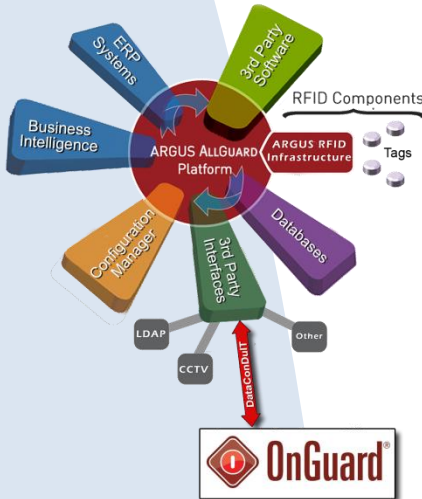 ERP
Systems
3rd Party
Software
RFID Components
Business
Intelligence
ARGUS ALLGUARD
Platform
ARGUS RFID
Infrastructure
Tags
Configuration
Manager
3rd Party
Interfaces
Databases
LDAP
CCTV
Other
DataConDuIT
OnGuard®